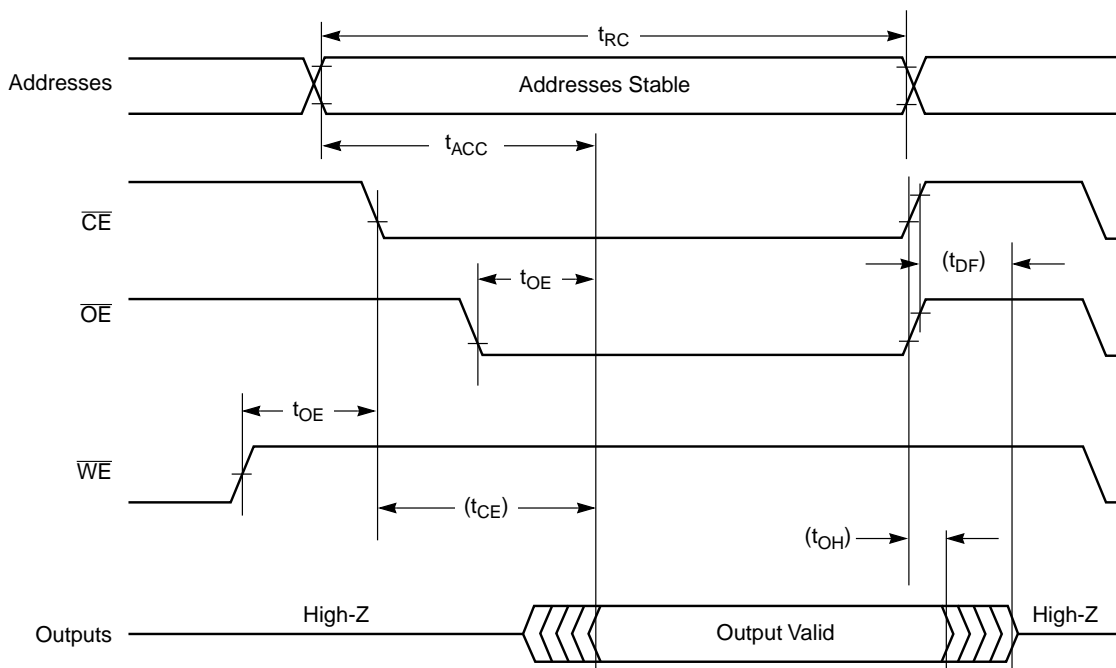 tRC
Addresses
Addresses Stable
tACC
CE
(tDF)
tOE
OE
tOE
WE
(tCE)
(tOH)
High-Z
High-Z
Outputs
Output Valid